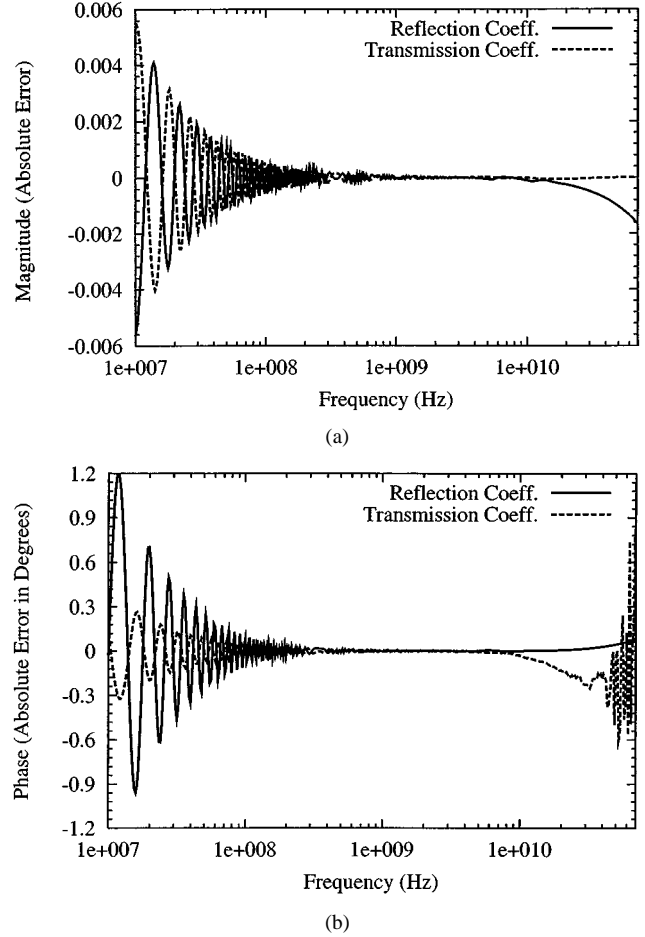 0.006
0.004
0.002
0
-0.002
-0.004
-0.006
Magnitude (Absolute Error)
Reflection Coeff.
Transmission Coeff.
1e+007
1e+008
1e+009
1e+010
Frequency (Hz)
(a)
1.2
0.9
0.6
0.3
0
-0.3
-0.6
-0.9
-1.2
Phase (Absolute Error in Degrees)
Reflection Coeff.
Transmission Coeff.
1e+007
1e+008
1e+009
1e+010
Frequency (Hz)
(b)